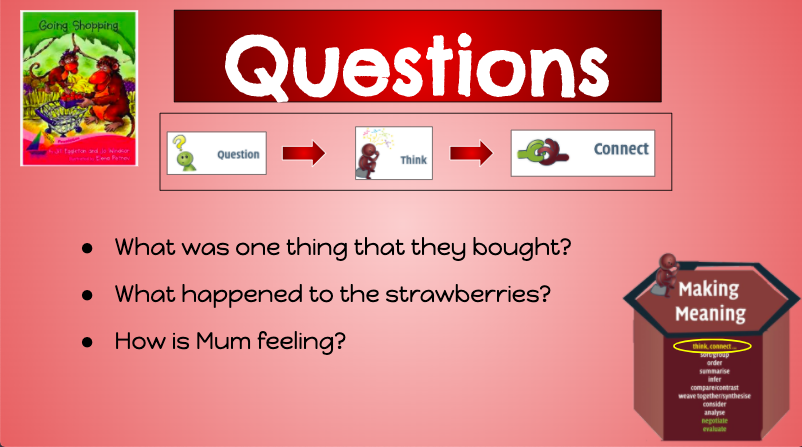 Going Shopping
Questions
Question
Think
Connect
What was one thing that they bought?
What happened to the strawberries?
How is Mum feeling?
Making
Meaning
think, connect ...
sort/group
order
summarise
infer
compare/contrast
weave together/synthesise
consider
analyse
negotiate
evaluate